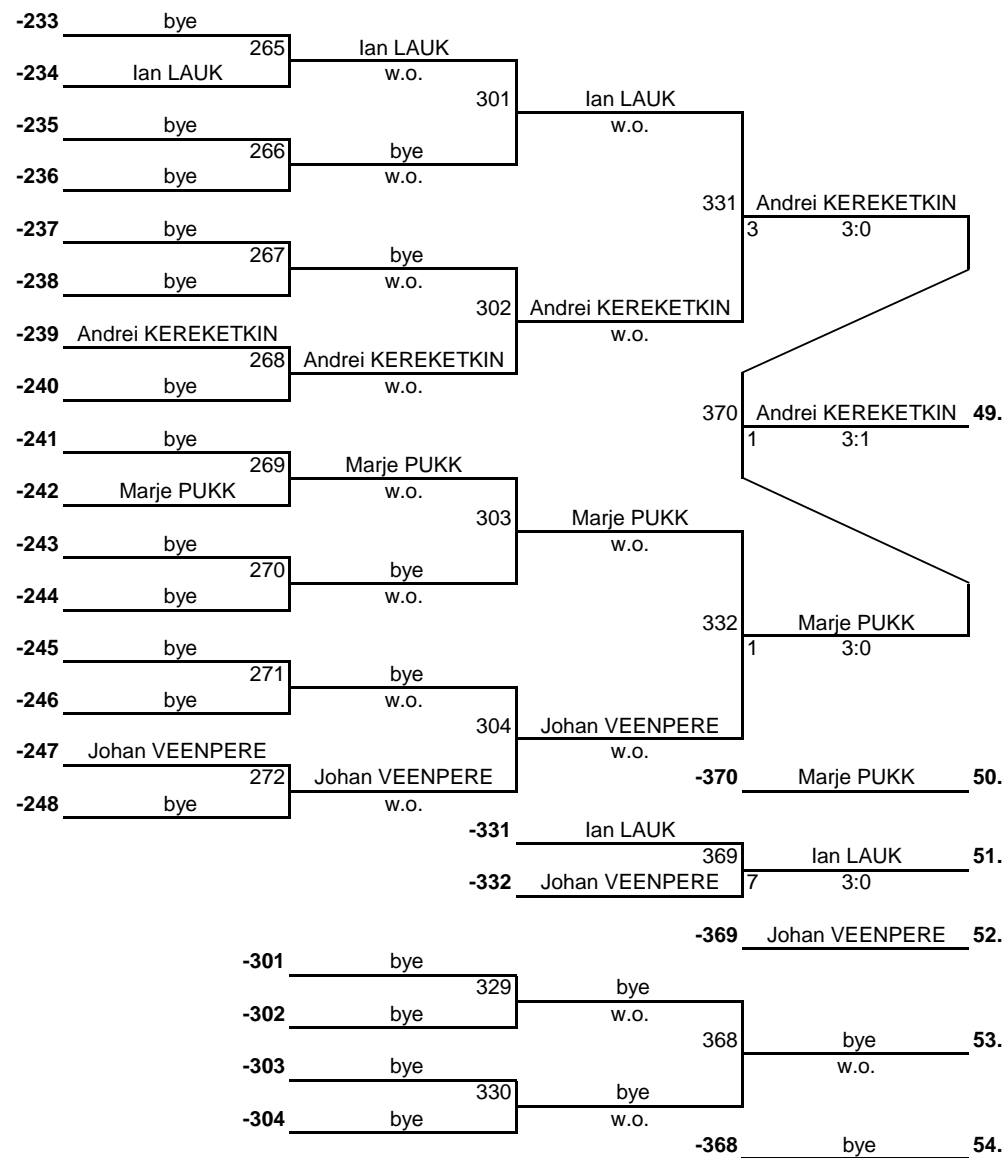 -233 bye
265 Ian LAUK
-234 Ian LAUK w.o.
301 Ian LAUK
-235 bye w.o.
266 bye
-236 bye w.o.
331 Andrei KEREKETKIN
-237 bye 3 3:0
267 bye
-238 bye w.o.
302 Andrei KEREKETKIN
-239 Andrei KEREKETKIN w.o.
268 Andrei KEREKETKIN
-240 bye w.o.
370 Andrei KEREKETKIN 49.
-241 bye 1 3:1
269 Marje PUKK
-242 Marje PUKK w.o.
303 Marje PUKK
-243 bye w.o.
270 bye
-244 bye w.o.
332 Marje PUKK
-245 bye 1 3:0
271 bye
-246 bye w.o.
304 Johan VEENPERE
-247 Johan VEENPERE w.o.
272 Johan VEENPERE -370 Marje PUKK 50.
-248 bye w.o.
-331 Ian LAUK
369 Ian LAUK 51.
-332 Johan VEENPERE 7 3:0
-369 Johan VEENPERE 52.
-301 bye
329 bye
-302 bye w.o.
368 bye 53.
-303 bye w.o.
330 bye
-304 bye w.o.
-368 bye 54.